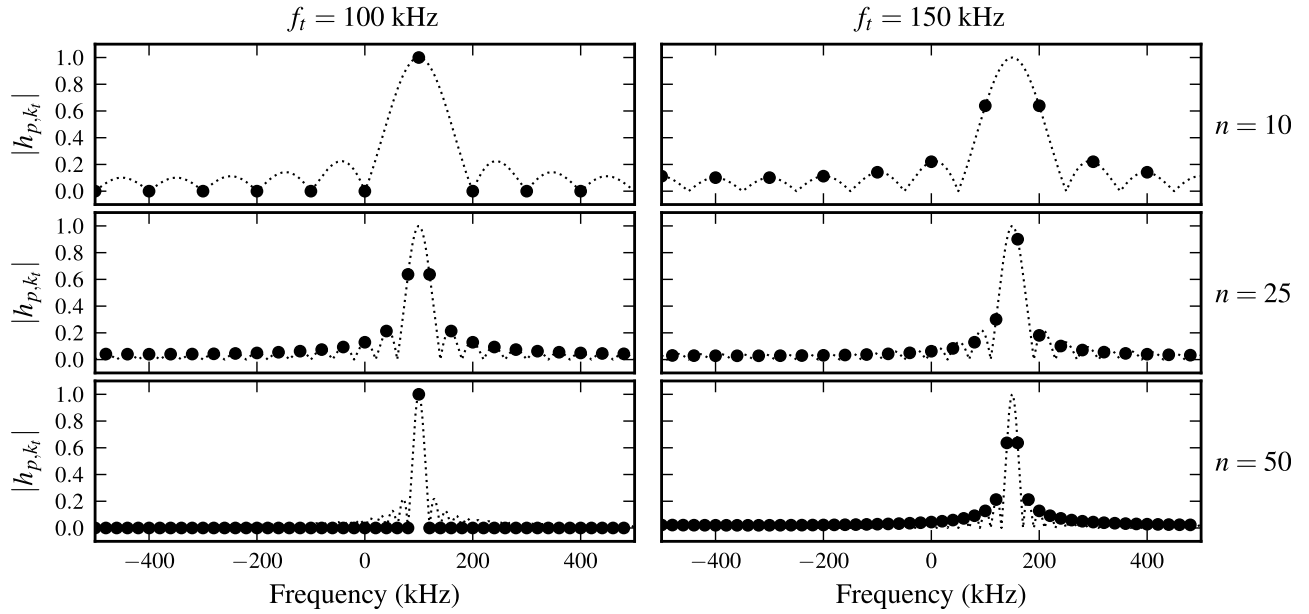 f_t = 100 kHz
f_t = 150 kHz
|h_{p,k_t}|
1.0
0.8
0.6
0.4
0.2
0.0
n = 10
|h_{p,k_t}|
1.0
0.8
0.6
0.4
0.2
0.0
n = 25
|h_{p,k_t}|
1.0
0.8
0.6
0.4
0.2
0.0
n = 50
−400 −200 0 200 400
−400 −200 0 200 400
Frequency (kHz)
Frequency (kHz)